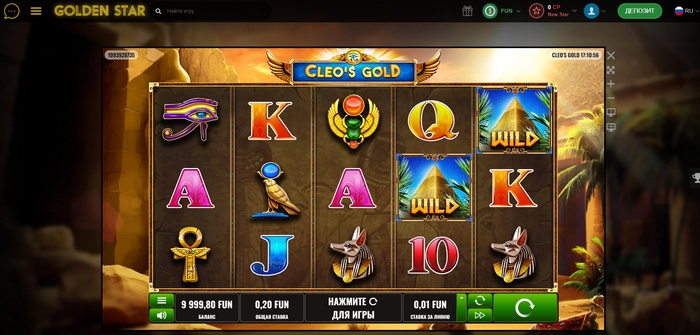 GOLDEN STAR
Найти игру
FUN
0 CP
New Star
ДЕПОЗИТ
RU
1093928735
CLEO'S GOLD 17:10:56
CLEO'S GOLD
K
Q
WILD
A
A
WILD
K
J
10
9 999,80 FUN
БАЛАНС
0,20 FUN
ОБЩАЯ СТАВКА
НАЖМИТЕ
ДЛЯ ИГРЫ
0,01 FUN
СТАВКА ЗА ЛИНИЮ